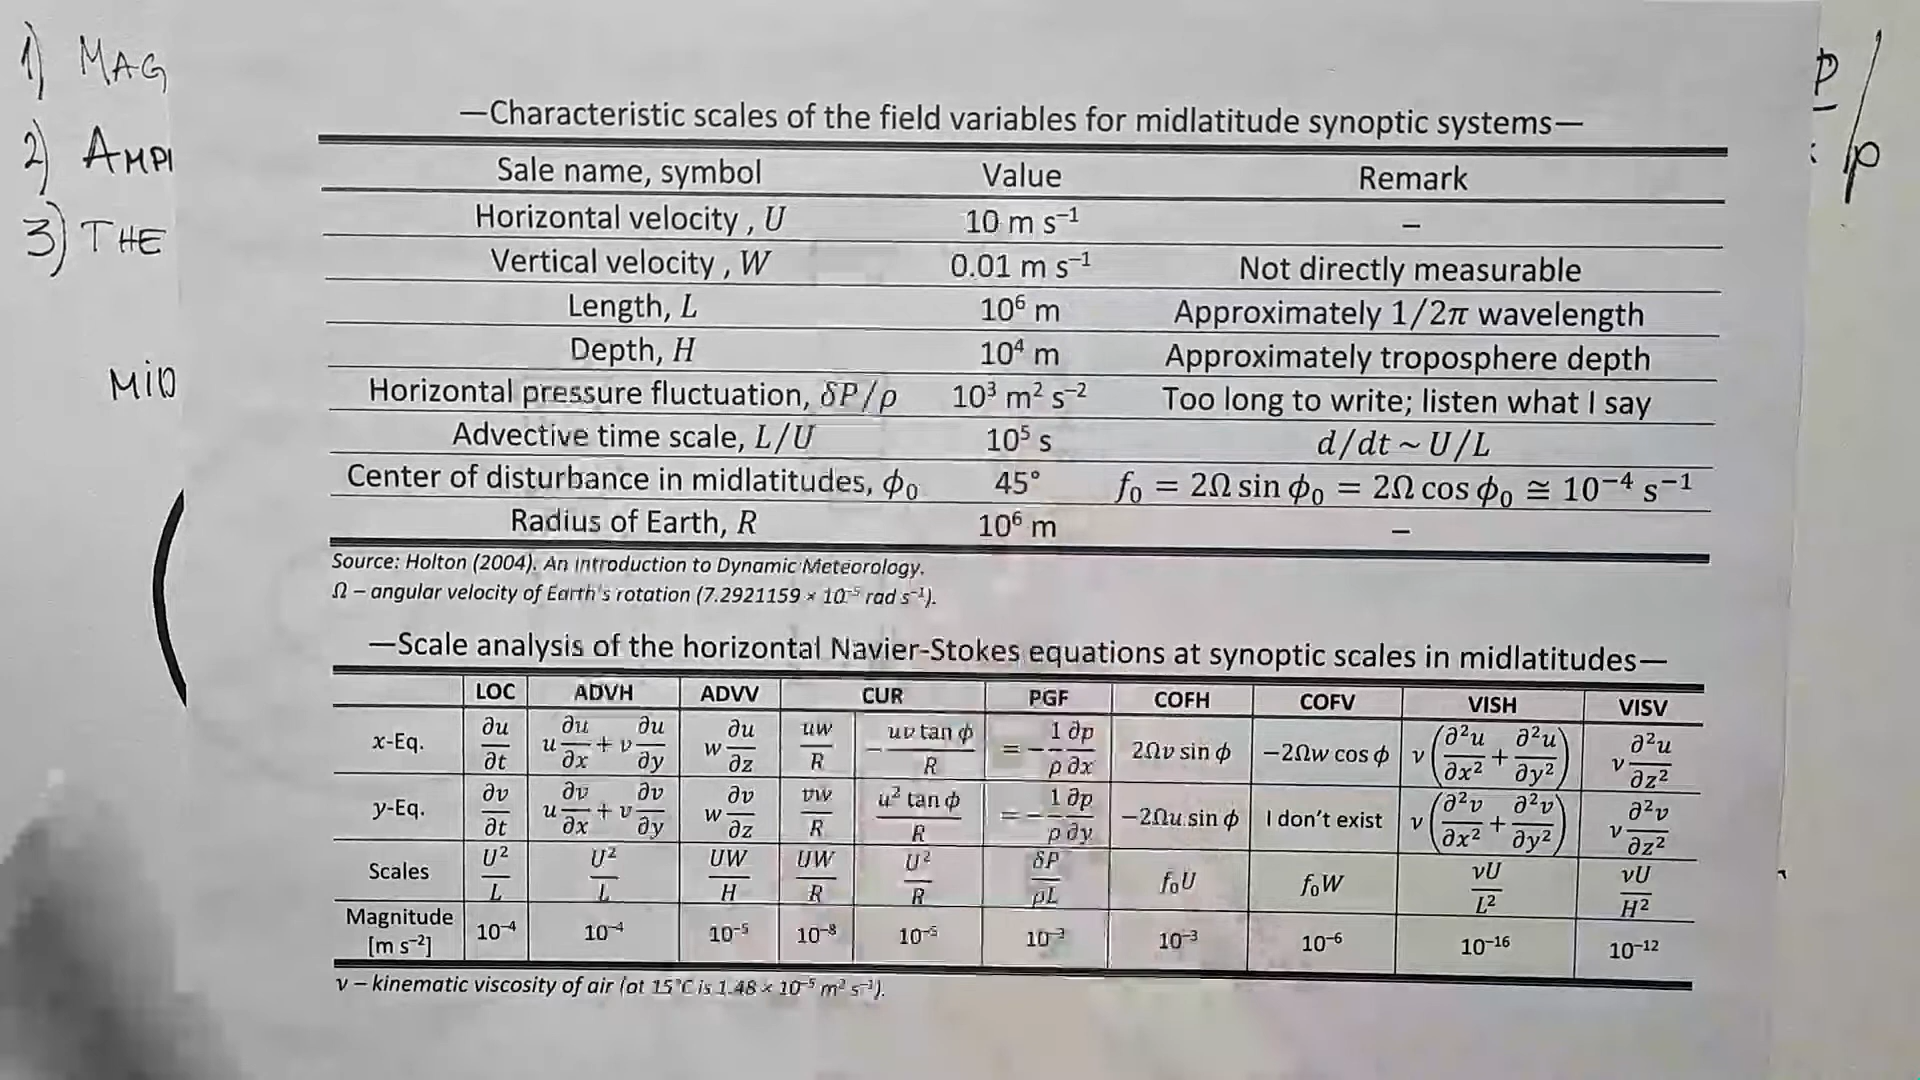 1) MAG
2) AMPI
3) THE
MID
P
p
—Characteristic scales of the field variables for midlatitude synoptic systems—
Sale name, symbol Value Remark
Horizontal velocity , U 10 m s⁻¹ –
Vertical velocity , W 0.01 m s⁻¹ Not directly measurable
Length, L 10⁶ m Approximately 1/2π wavelength
Depth, H 10⁴ m Approximately troposphere depth
Horizontal pressure fluctuation, δP/ρ 10³ m² s⁻² Too long to write; listen what I say
Advective time scale, L/U 10⁵ s d/dt ~ U/L
Center of disturbance in midlatitudes, ϕ₀ 45° f₀ = 2Ω sin ϕ₀ = 2Ω cos ϕ₀ ≅ 10⁻⁴ s⁻¹
Radius of Earth, R 10⁶ m –
Source: Holton (2004). An Introduction to Dynamic Meteorology.
Ω – angular velocity of Earth's rotation (7.2921159 × 10⁻⁵ rad s⁻¹).
—Scale analysis of the horizontal Navier-Stokes equations at synoptic scales in midlatitudes—
LOC ADVH ADVV CUR PGF COFH COFV VISH VISV
x-Eq. ∂u/∂t u ∂u/∂x + v ∂u/∂y w ∂u/∂z uw/R − uv tan ϕ/R = − 1/ρ ∂p/∂x 2Ωv sin ϕ −2Ωw cos ϕ ν(∂²u/∂x² + ∂²u/∂y²) ν ∂²u/∂z²
y-Eq. ∂v/∂t u ∂v/∂x + v ∂v/∂y w ∂v/∂z vw/R u² tan ϕ/R = − 1/ρ ∂p/∂y −2Ωu sin ϕ I don't exist ν(∂²v/∂x² + ∂²v/∂y²) ν ∂²v/∂z²
Scales U²/L U²/L UW/H UW/R U²/R δP/ρL f₀U f₀W νU/L² νU/H²
Magnitude [m s⁻²] 10⁻⁴ 10⁻⁴ 10⁻⁵ 10⁻⁸ 10⁻⁵ 10⁻³ 10⁻³ 10⁻⁶ 10⁻¹⁶ 10⁻¹²
ν – kinematic viscosity of air (at 15°C is 1.48 × 10⁻⁵ m² s⁻¹).